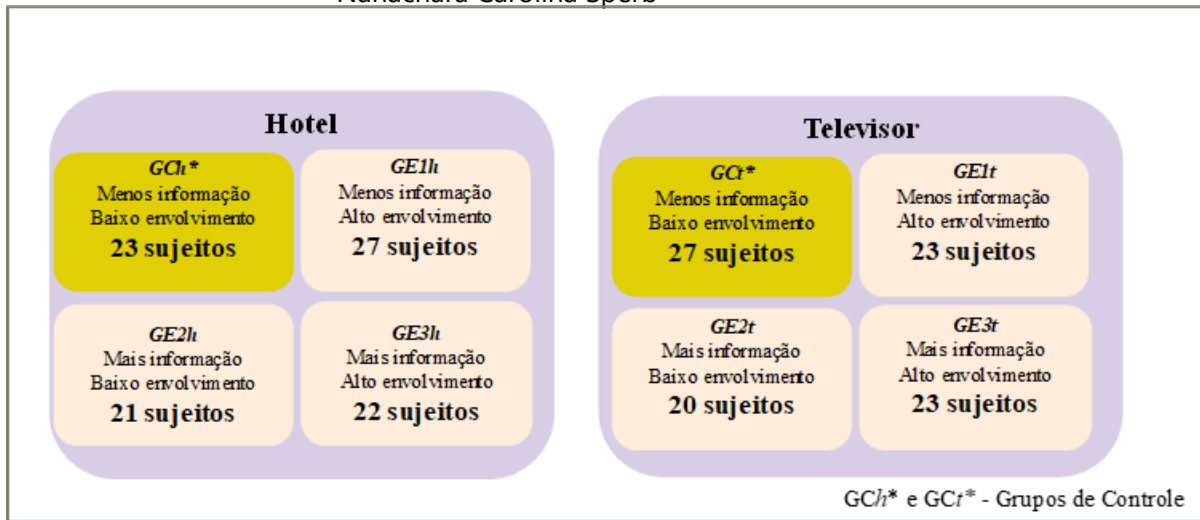 Carolina Sperb
Hotel
GCh*
Menos informação
Baixo envolvimento
23 sujeitos
GE1h
Menos informação
Alto envolvimento
27 sujeitos
GE2h
Mais informação
Baixo envolvimento
21 sujeitos
GE3h
Mais informação
Alto envolvimento
22 sujeitos
Televisor
GCt*
Menos informação
Baixo envolvimento
27 sujeitos
GE1t
Menos informação
Alto envolvimento
23 sujeitos
GE2t
Mais informação
Baixo envolvimento
20 sujeitos
GE3t
Mais informação
Alto envolvimento
23 sujeitos
GCh* e GCt* - Grupos de Controle